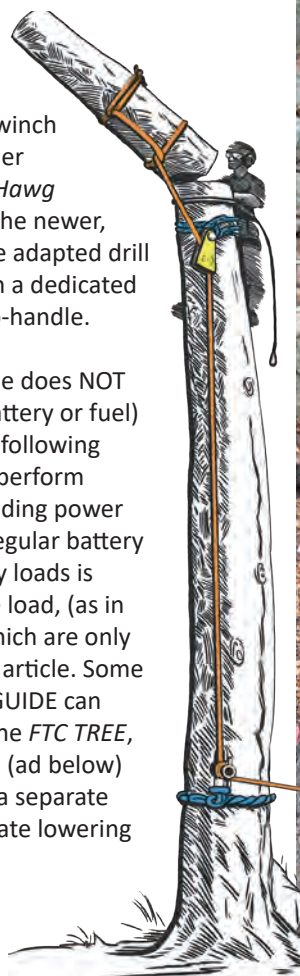 winch
er
Hawg
he newer,
e adapted drill
n a dedicated
o-handle.
e does NOT
ttery or fuel)
following
perform
ding power
egular battery
y loads is
load, (as in
hich are only
article. Some
GUIDE can
he FTC TREE,
(ad below)
a separate
ate lowering